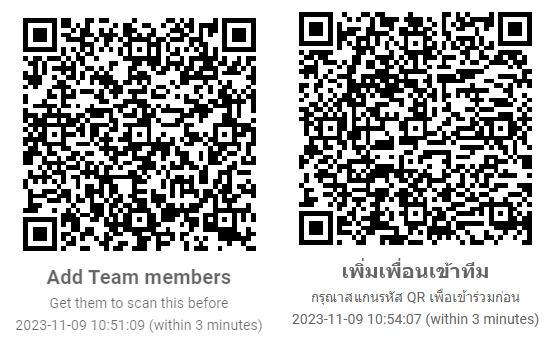 Add Team members
Get them to scan this before
2023-11-09 10:51:09 (within 3 minutes)
เพิ่มเพื่อนเข้าทีม
กรุณาสแกนรหัส QR เพื่อเข้าร่วมก่อน
2023-11-09 10:54:07 (within 3 minutes)